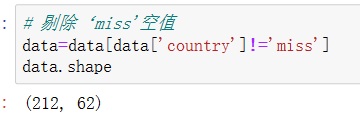 : # 剔除‘miss’空值
data=data[data['country']!='miss']
data.shape
: (212, 62)